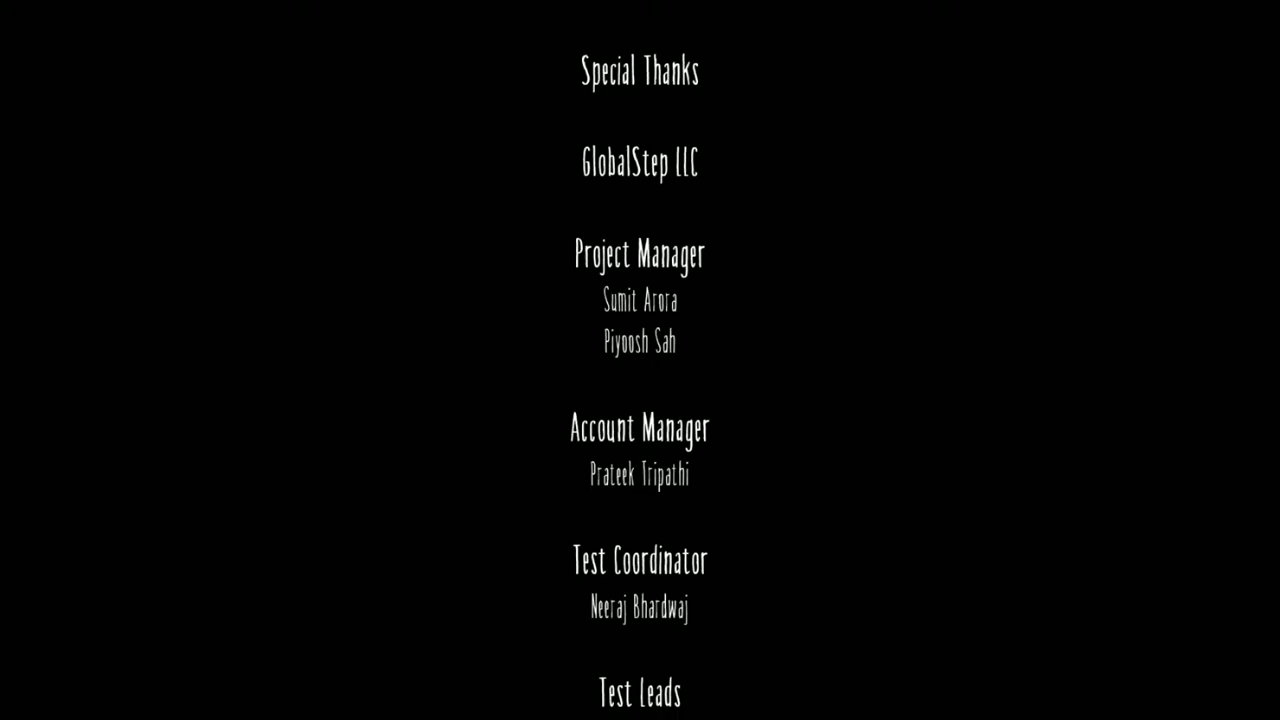 Special Thanks
GlobalStep LLC
Project Manager
Sumit Arora
Piyoosh Sah
Account Manager
Prateek Tripathi
Test Coordinator
Neeraj Bhardwaj
Test Leads